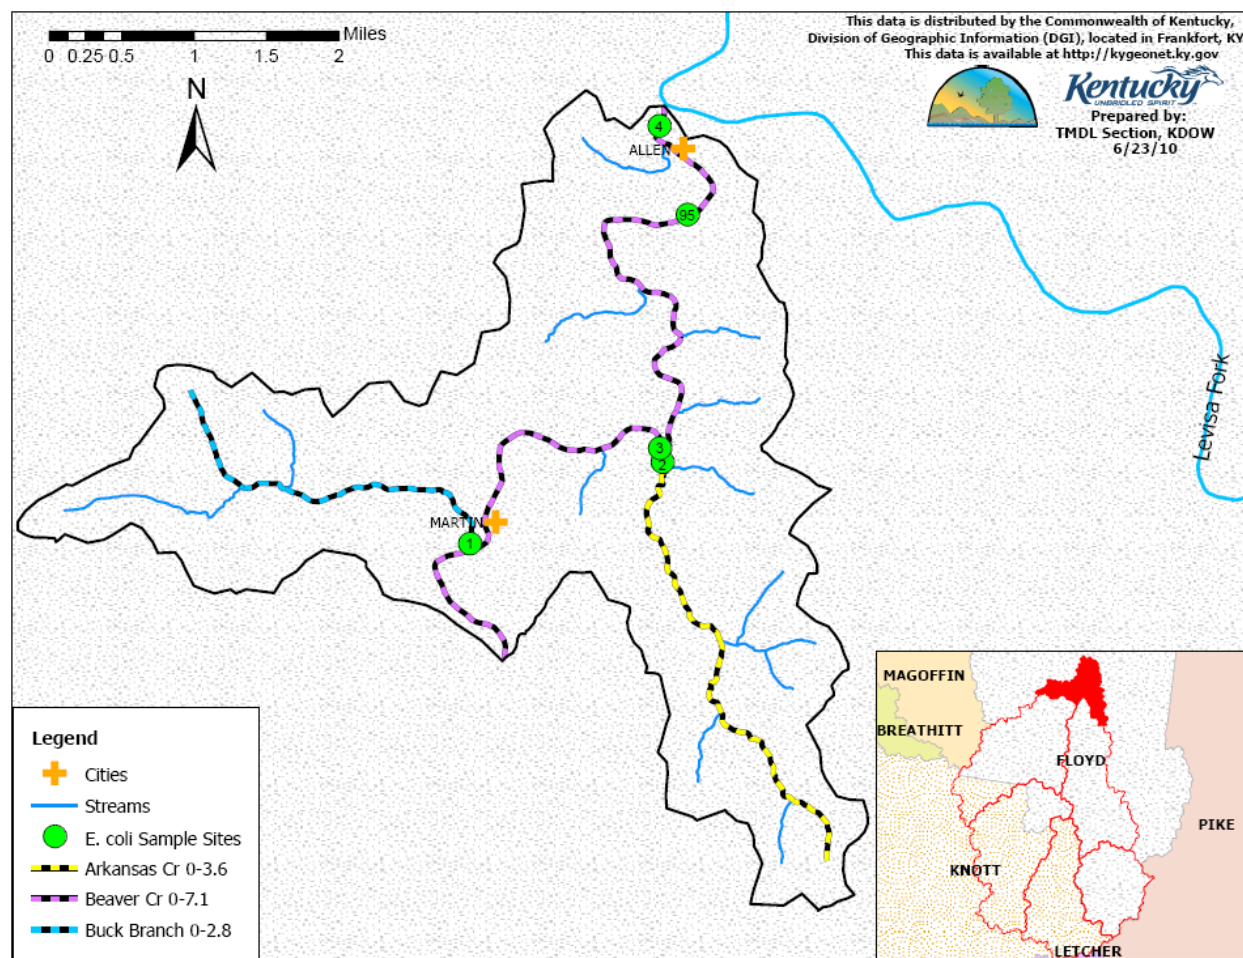 This data is distributed by the Commonwealth of Kentucky,
Division of Geographic Information (DGI), located in Frankfort, KY
This data is available at http://kygeonet.ky.gov
Kentucky
UNBRIDLED SPIRIT
Prepared by:
TMDL Section, KDOW
6/23/10
Miles
0 0.25 0.5 1 1.5 2
N
4
ALLEN
95
Levisa Fork
3
2
MARTIN
1
Legend
Cities
Streams
E. coli Sample Sites
Arkansas Cr 0-3.6
Beaver Cr 0-7.1
Buck Branch 0-2.8
MAGOFFIN
BREATHITT
FLOYD
PIKE
KNOTT
LETCHER